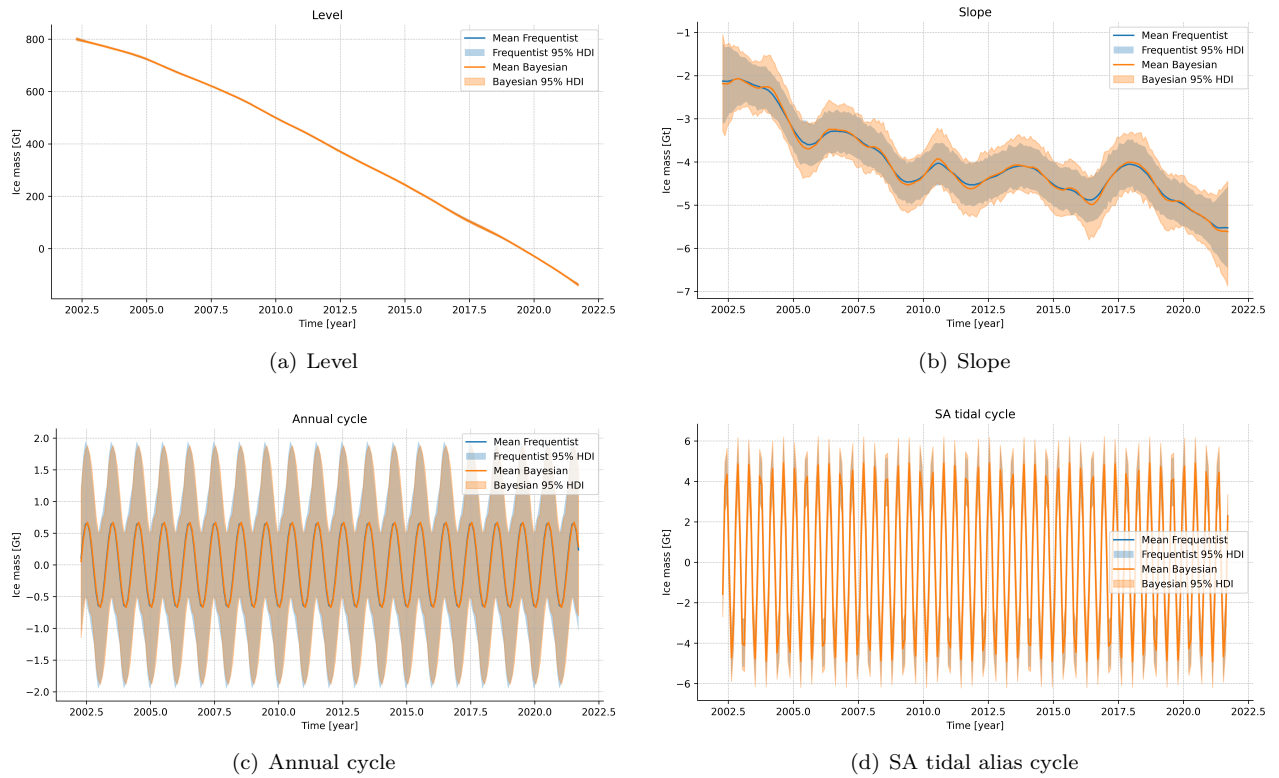 Level
800
600
400
200
0
Ice mass [Gt]
Mean Frequentist
Frequentist 95% HDI
Mean Bayesian
Bayesian 95% HDI
2002.5 2005.0 2007.5 2010.0 2012.5 2015.0 2017.5 2020.0 2022.5
Time [year]
(a) Level
Slope
−1
−2
−3
−4
−5
−6
−7
Ice mass [Gt]
Mean Frequentist
Frequentist 95% HDI
Mean Bayesian
Bayesian 95% HDI
2002.5 2005.0 2007.5 2010.0 2012.5 2015.0 2017.5 2020.0 2022.5
Time [year]
(b) Slope
Annual cycle
2.0
1.5
1.0
0.5
0.0
−0.5
−1.0
−1.5
−2.0
Ice mass [Gt]
Mean Frequentist
Frequentist 95% HDI
Mean Bayesian
Bayesian 95% HDI
2002.5 2005.0 2007.5 2010.0 2012.5 2015.0 2017.5 2020.0 2022.5
Time [year]
(c) Annual cycle
SA tidal cycle
6
4
2
0
−2
−4
−6
Ice mass [Gt]
Mean Frequentist
Frequentist 95% HDI
Mean Bayesian
Bayesian 95% HDI
2002.5 2005.0 2007.5 2010.0 2012.5 2015.0 2017.5 2020.0 2022.5
Time [year]
(d) SA tidal alias cycle